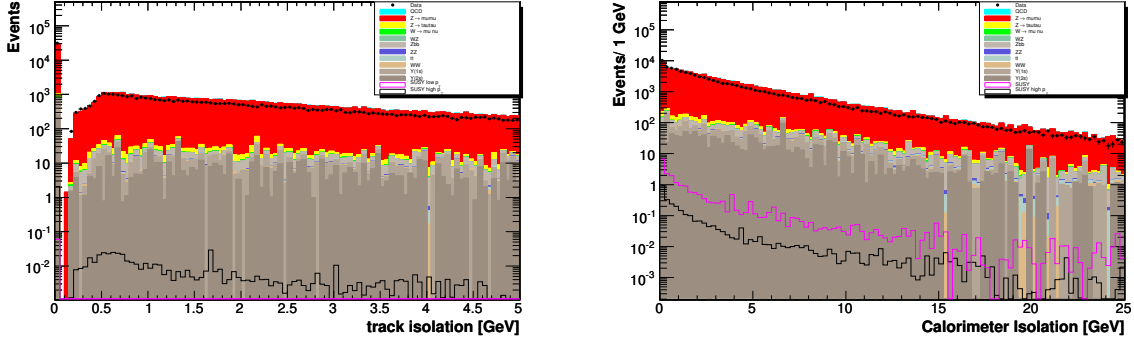 Events
10⁵
10⁴
10³
10²
10
1
10⁻¹
10⁻²
0
0.5
1
1.5
2
2.5
3
3.5
4
4.5
5
track isolation [GeV]
Data
QCD
Z → mumu
Z → tautau
W → mu nu
WZ
Zbb
ZZ
tt
WW
Y(1s)
Y(2s)
SUSY low p
SUSY high p
Events/ 1 GeV
10⁵
10⁴
10³
10²
10
1
10⁻¹
10⁻²
10⁻³
0
5
10
15
20
25
Calorimeter Isolation [GeV]
Data
QCD
Z → mumu
Z → tautau
W → mu nu
WZ
Zbb
ZZ
tt
WW
Y(1s)
Y(2s)
SUSY
SUSY high p